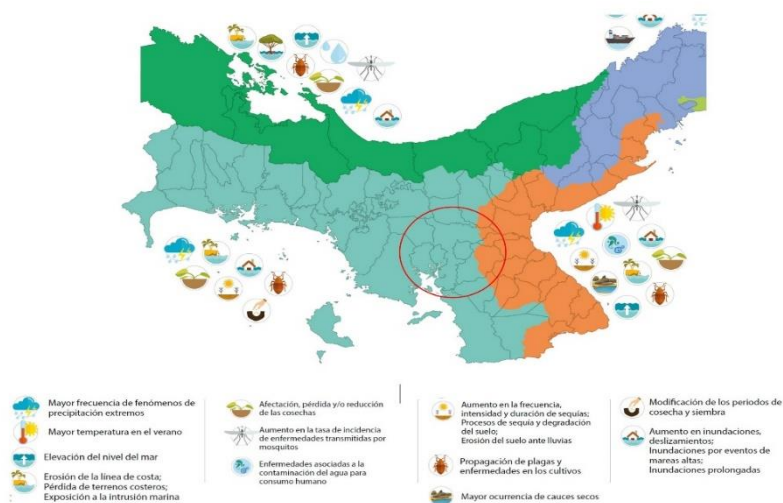 Mayor frecuencia de fenómenos de
precipitación extremos
Mayor temperatura en el verano
Elevación del nivel del mar
Erosión de la línea de costa;
Pérdida de terrenos costeros;
Exposición a la intrusión marina
Afectación, pérdida y/o reducción
de las cosechas
Aumento en la tasa de incidencia
de enfermedades transmitidas por
mosquitos
Enfermedades asociadas a la
contaminación del agua para
consumo humano
Aumento en la frecuencia,
intensidad y duración de sequías;
Procesos de sequía y degradación
del suelo;
Erosión del suelo ante lluvias
Propagación de plagas y
enfermedades en los cultivos
Mayor ocurrencia de cauces secos
Modificación de los periodos de
cosecha y siembra
Aumento en inundaciones,
deslizamientos;
Inundaciones por eventos de
mareas altas;
Inundaciones prolongadas